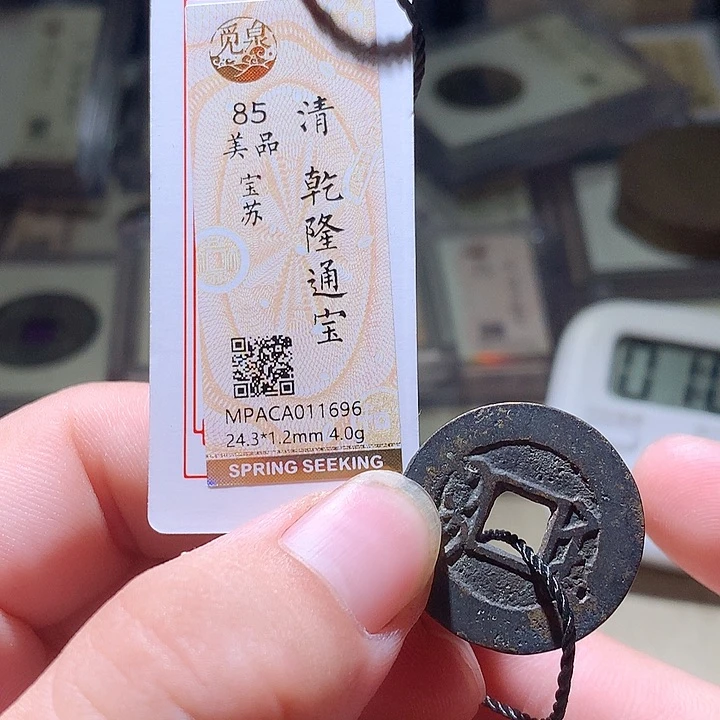 觅泉
85
美品
宝苏
清 乾隆通宝
MPACA011696
24.3*1.2mm 4.0g
SPRING SEEKING